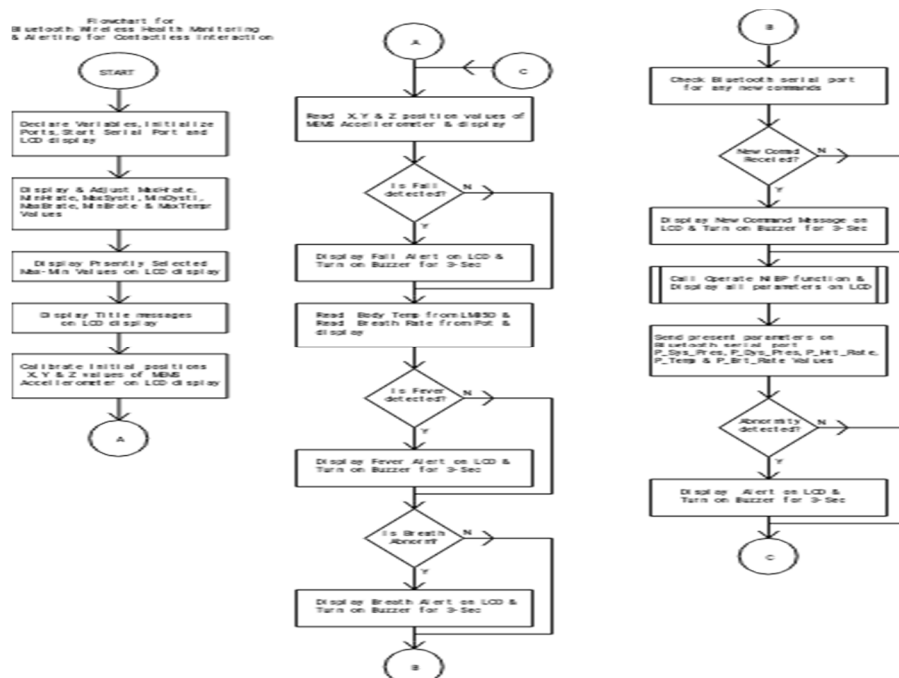 Flowchart for
Bluetooth Wireless Health Monitoring
& Alerting for Contactless Interaction
START
Declare Variables, Initialize
Ports, Start Serial Port and
LCD display
Display & Adjust MaxHrate,
MinHrate, MaxSysti, MinDysti,
MaxBrate, MinBrate & MaxTempr
Values
Display Prsently Selected
Max-Min Values on LCD display
Display Title messages
on LCD display
Calibrate Initial positions
X, Y & Z values of MEMS
Accellerometer on LCD display
A
A
C
Read X,Y & Z position values of
MEMS Accellerometer & display
Is Fall
detected?
N
Y
Display Fall Alert on LCD &
Turn on Buzzer for 3-Sec
Read Body Temp from LM35D &
Read Breath Rate from Pot &
display
Is Fever
detected?
N
Y
Display Fever Alert on LCD &
Turn on Buzzer for 3-Sec
Is Breath
Abnorm?
N
Y
Display Breath Alert on LCD &
Turn on Buzzer for 3-Sec
B
B
Check Bluetooth serial port
for any new commands
New Comnd
Receied?
N
Y
Display New Command Message on
LCD & Turn on Buzzer for 3-Sec
Call Operate NIBP function &
Display all parameters on LCD
Send present parameters on
Bluetooth serial port
P_Sys_Pres, P_Dys_Pres, P_Hrt_Rate,
P_Temp & P_Brt_Rate Values
Abnormity
detected?
N
Y
Display Alert on LCD &
Turn on Buzzer for 3-Sec
C